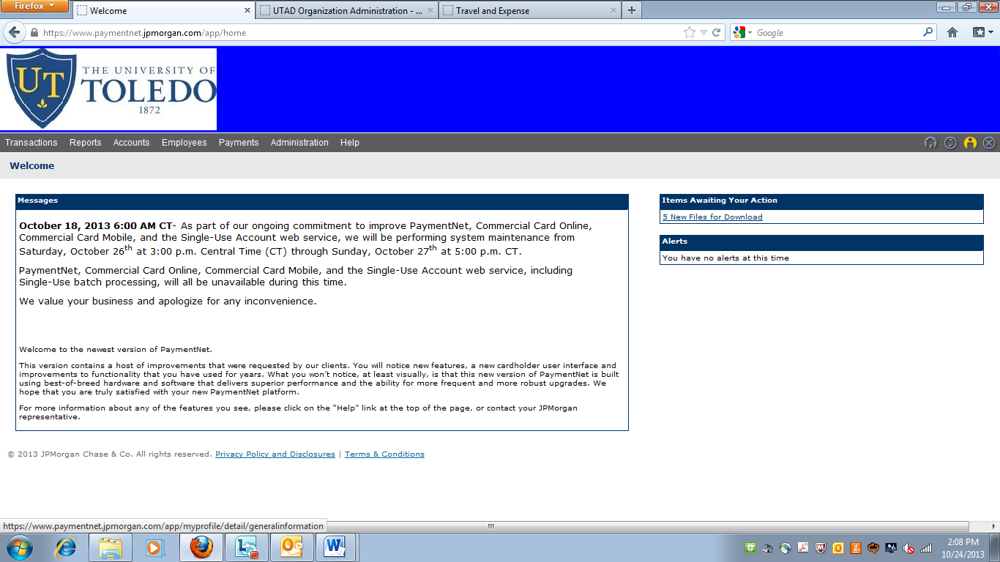 Firefox
Welcome
UTAD Organization Administration - ...
Travel and Expense
https://www.paymentnet.jpmorgan.com/app/home
Google
UT
THE UNIVERSITY OF
TOLEDO
1872
Transactions Reports Accounts Employees Payments Administration Help
Welcome
Messages
October 18, 2013 6:00 AM CT- As part of our ongoing commitment to improve PaymentNet, Commercial Card Online,
Commercial Card Mobile, and the Single-Use Account web service, we will be performing system maintenance from
Saturday, October 26th at 3:00 p.m. Central Time (CT) through Sunday, October 27th at 5:00 p.m. CT.
PaymentNet, Commercial Card Online, Commercial Card Mobile, and the Single-Use Account web service, including
Single-Use batch processing, will all be unavailable during this time.
We value your business and apologize for any inconvenience.
Welcome to the newest version of PaymentNet.
This version contains a host of improvements that were requested by our clients. You will notice new features, a new cardholder user interface and
improvements to functionality that you have used for years. What you won't notice, at least visually, is that this new version of PaymentNet is built
using best-of-breed hardware and software that delivers superior performance and the ability for more frequent and more robust upgrades. We
hope that you are truly satisfied with your new PaymentNet platform.
For more information about any of the features you see, please click on the “Help” link at the top of the page, or contact your JPMorgan
representative.
Items Awaiting Your Action
5 New Files for Download
Alerts
You have no alerts at this time
© 2013 JPMorgan Chase & Co. All rights reserved. Privacy Policy and Disclosures | Terms & Conditions
https://www.paymentnet.jpmorgan.com/app/myprofile/detail/generalinformation
2:08 PM
10/24/2013